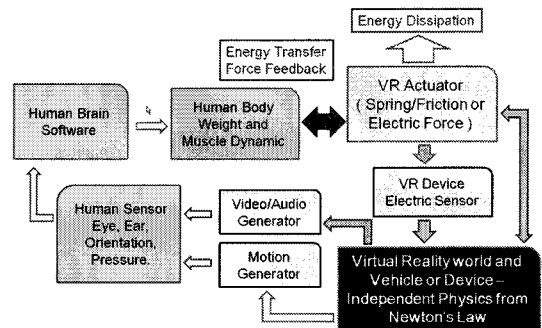 Energy Dissipation
Energy Transfer
Force Feedback
VR Actuator
( Spring/Friction or
Electric Force )
Human Brain
Software
Human Body
Weight and
Muscle Dynamic
VR Device
Electric Sensor
Human Sensor
Eye, Ear,
Orientation,
Pressure.
Video/Audio
Generator
Motion
Generator
Virtual Reality world and
Vehicle or Device –
Independent Physics from
Newton's Law